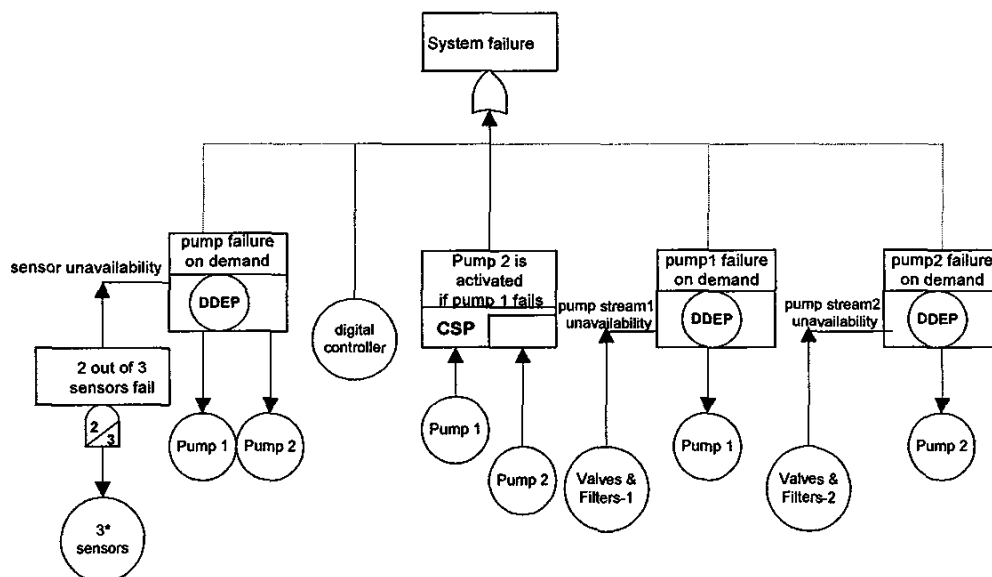 System failure
pump failure
on demand
sensor unavailability
DDEP
2 out of 3
sensors fail
2
3
3*
sensors
Pump 1
Pump 2
digital
controller
Pump 2 is
activated
if pump 1 fails
CSP
Pump 1
Pump 2
pump stream1
unavailability
pump1 failure
on demand
DDEP
Valves &
Filters-1
Pump 1
pump stream2
unavailability
pump2 failure
on demand
DDEP
Valves &
Filters-2
Pump 2